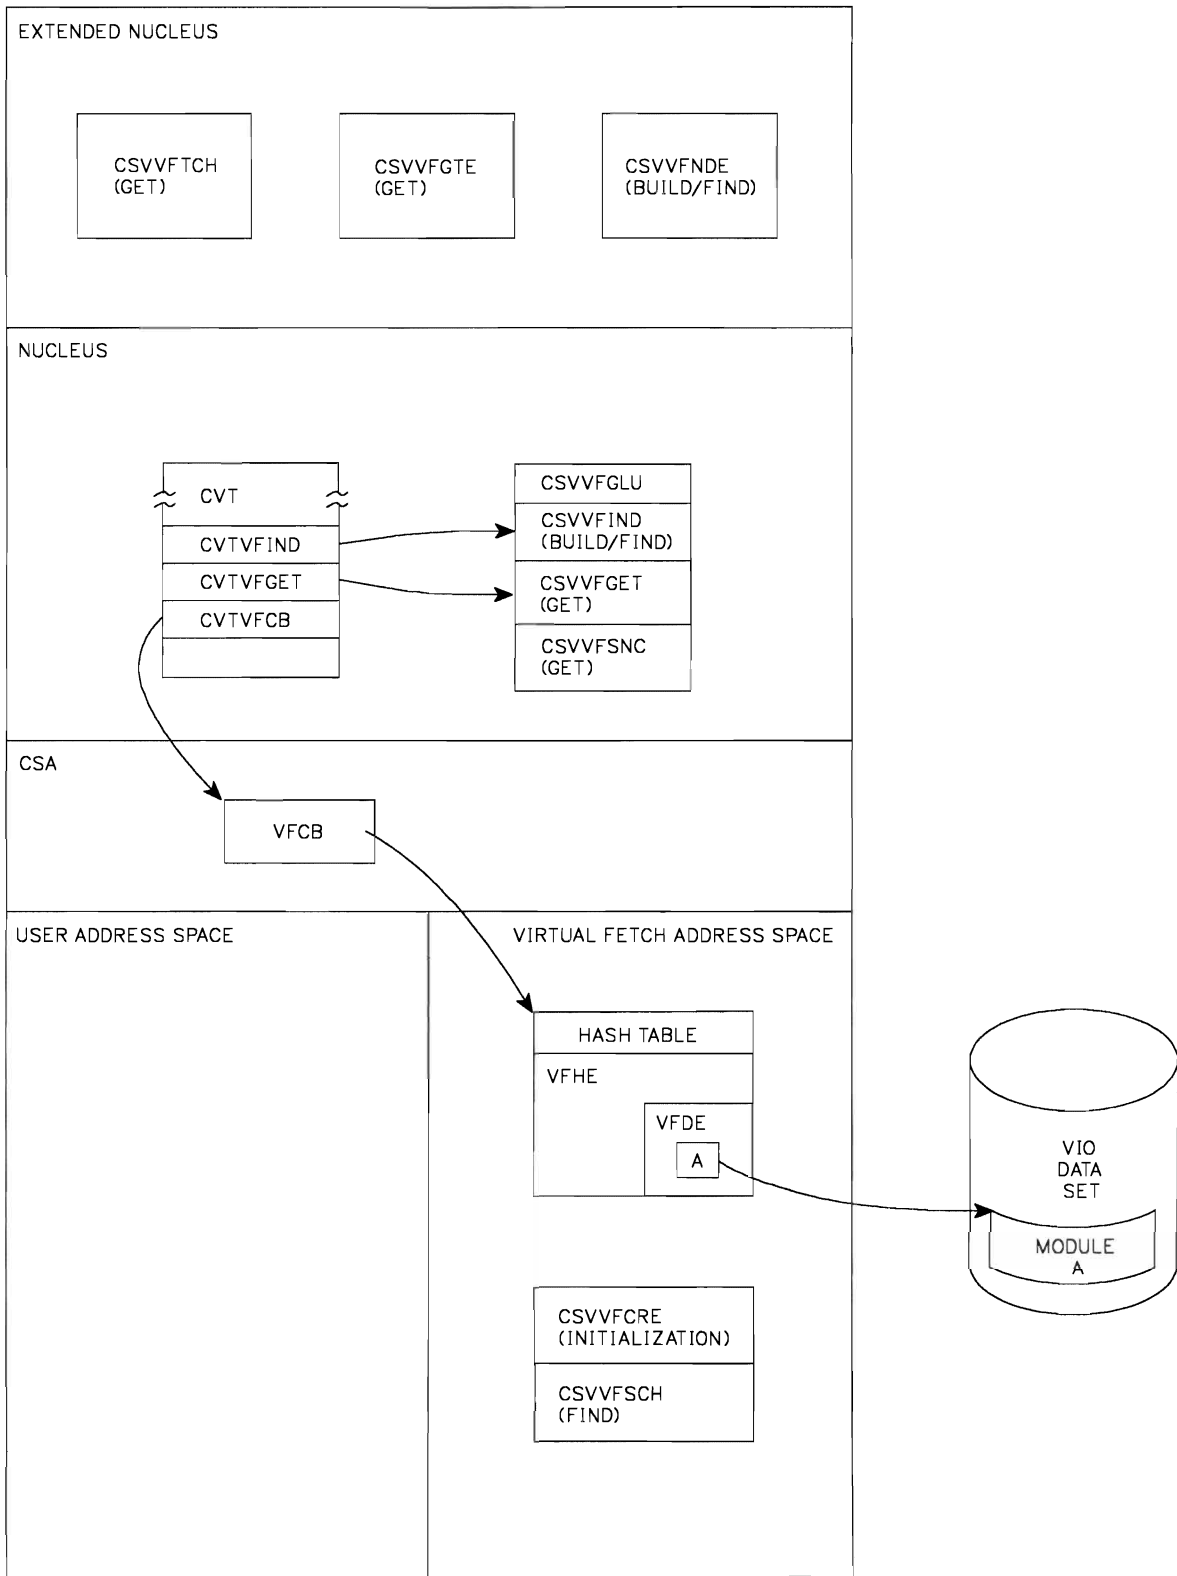 EXTENDED NUCLEUS
CSVVFTCH
(GET)
CSVVFGTE
(GET)
CSVVFNDE
(BUILD/FIND)
NUCLEUS
CVT
CVTVFIND
CVTVFGET
CVTVFCB
CSVVFGLU
CSVVFIND
(BUILD/FIND)
CSVVFGET
(GET)
CSVVFSNC
(GET)
CSA
VFCB
USER ADDRESS SPACE
VIRTUAL FETCH ADDRESS SPACE
HASH TABLE
VFHE
VFDE
A
VIO
DATA
SET
MODULE
A
CSVVFCRE
(INITIALIZATION)
CSVVFSCH
(FIND)